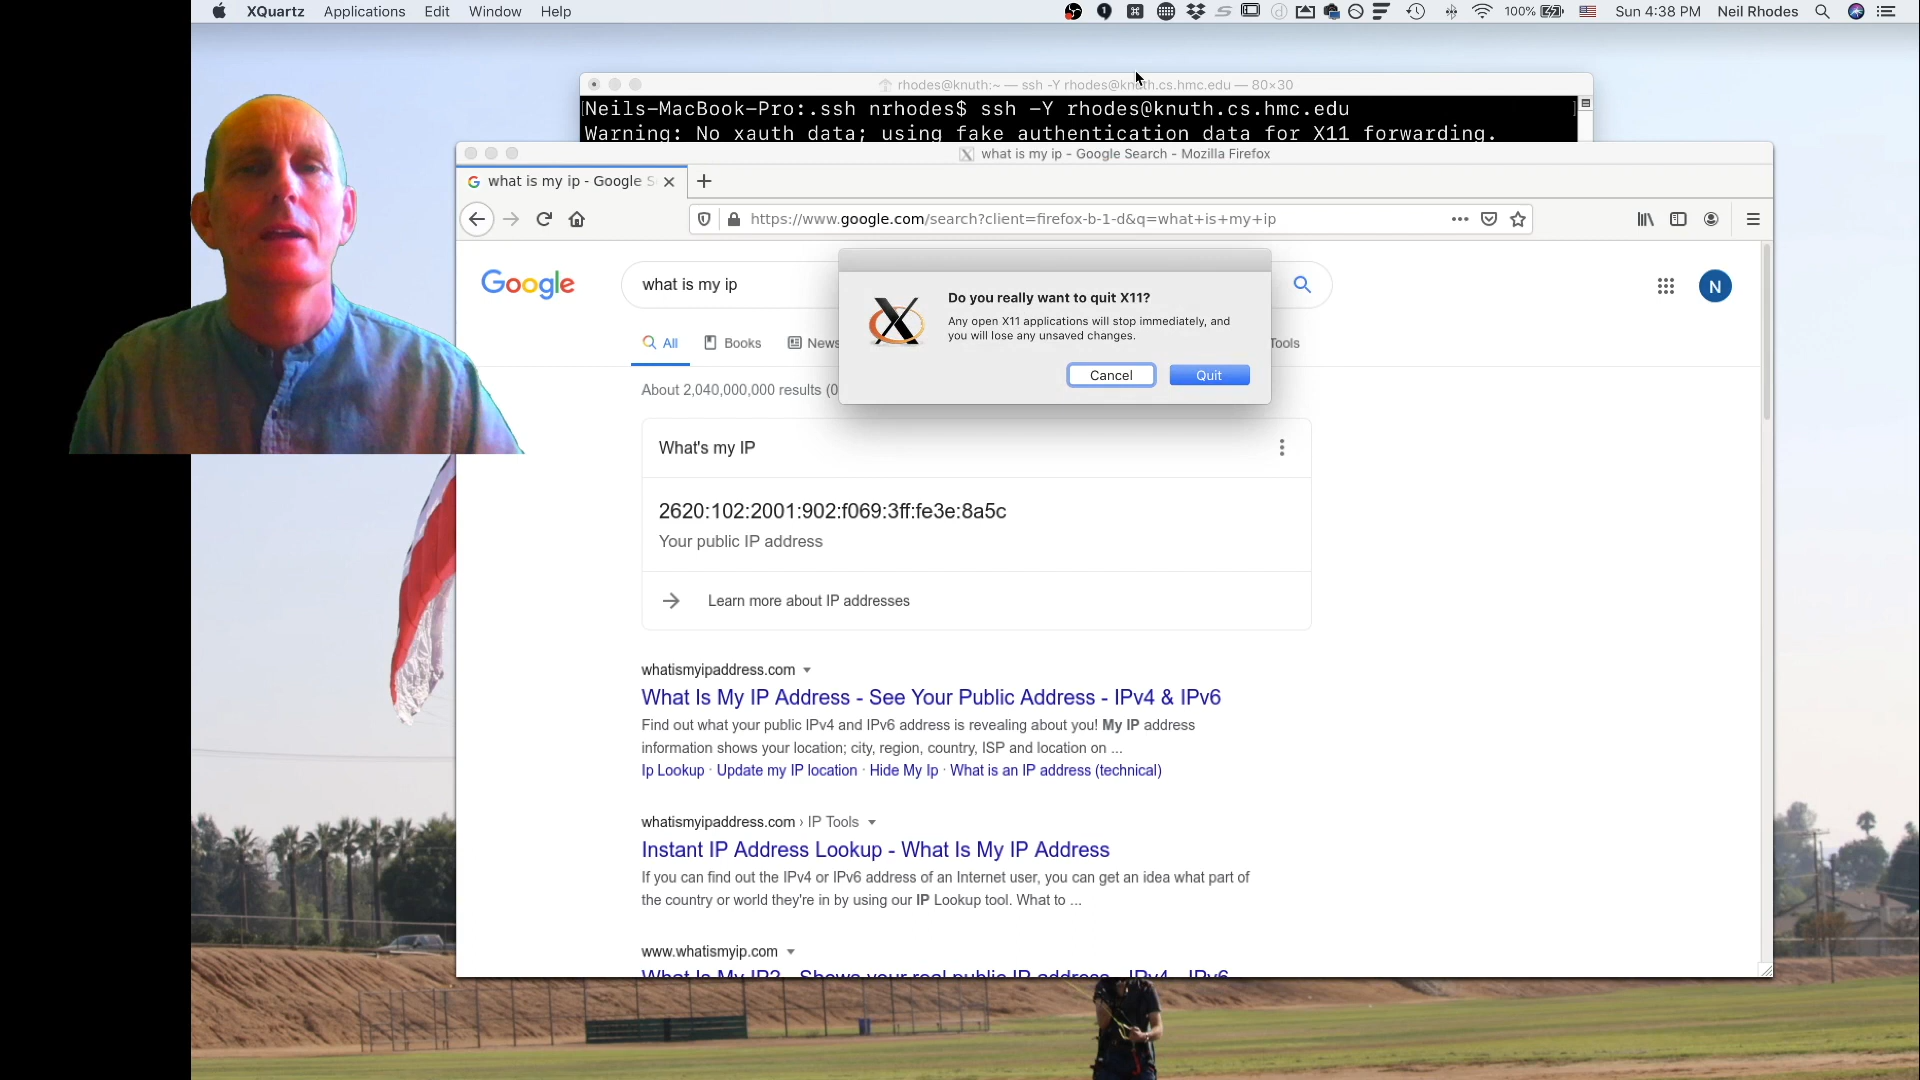 XQuartz Applications Edit Window Help 100% Sun 4:38 PM Neil Rhodes
rhodes@knuth:~ — ssh -Y rhodes@knuth.cs.hmc.edu — 80×30
Neils-MacBook-Pro:.ssh nrhodes$ ssh -Y rhodes@knuth.cs.hmc.edu
Warning: No xauth data; using fake authentication data for X11 forwarding.
what is my ip - Google Search - Mozilla Firefox
what is my ip - Google S
https://www.google.com/search?client=firefox-b-1-d&q=what+is+my+ip
Google
what is my ip
N
Do you really want to quit X11?
Any open X11 applications will stop immediately, and
you will lose any unsaved changes.
Cancel Quit
All Books News Tools
About 2,040,000,000 results (0
What's my IP
2620:102:2001:902:f069:3ff:fe3e:8a5c
Your public IP address
Learn more about IP addresses
whatismyipaddress.com
What Is My IP Address - See Your Public Address - IPv4 & IPv6
Find out what your public IPv4 and IPv6 address is revealing about you! My IP address
information shows your location; city, region, country, ISP and location on ...
Ip Lookup · Update my IP location · Hide My Ip · What is an IP address (technical)
whatismyipaddress.com › IP Tools
Instant IP Address Lookup - What Is My IP Address
If you can find out the IPv4 or IPv6 address of an Internet user, you can get an idea what part of
the country or world they're in by using our IP Lookup tool. What to ...
www.whatismyip.com
What Is My IP? - Shows your real public IP address - IPv4 - IPv6